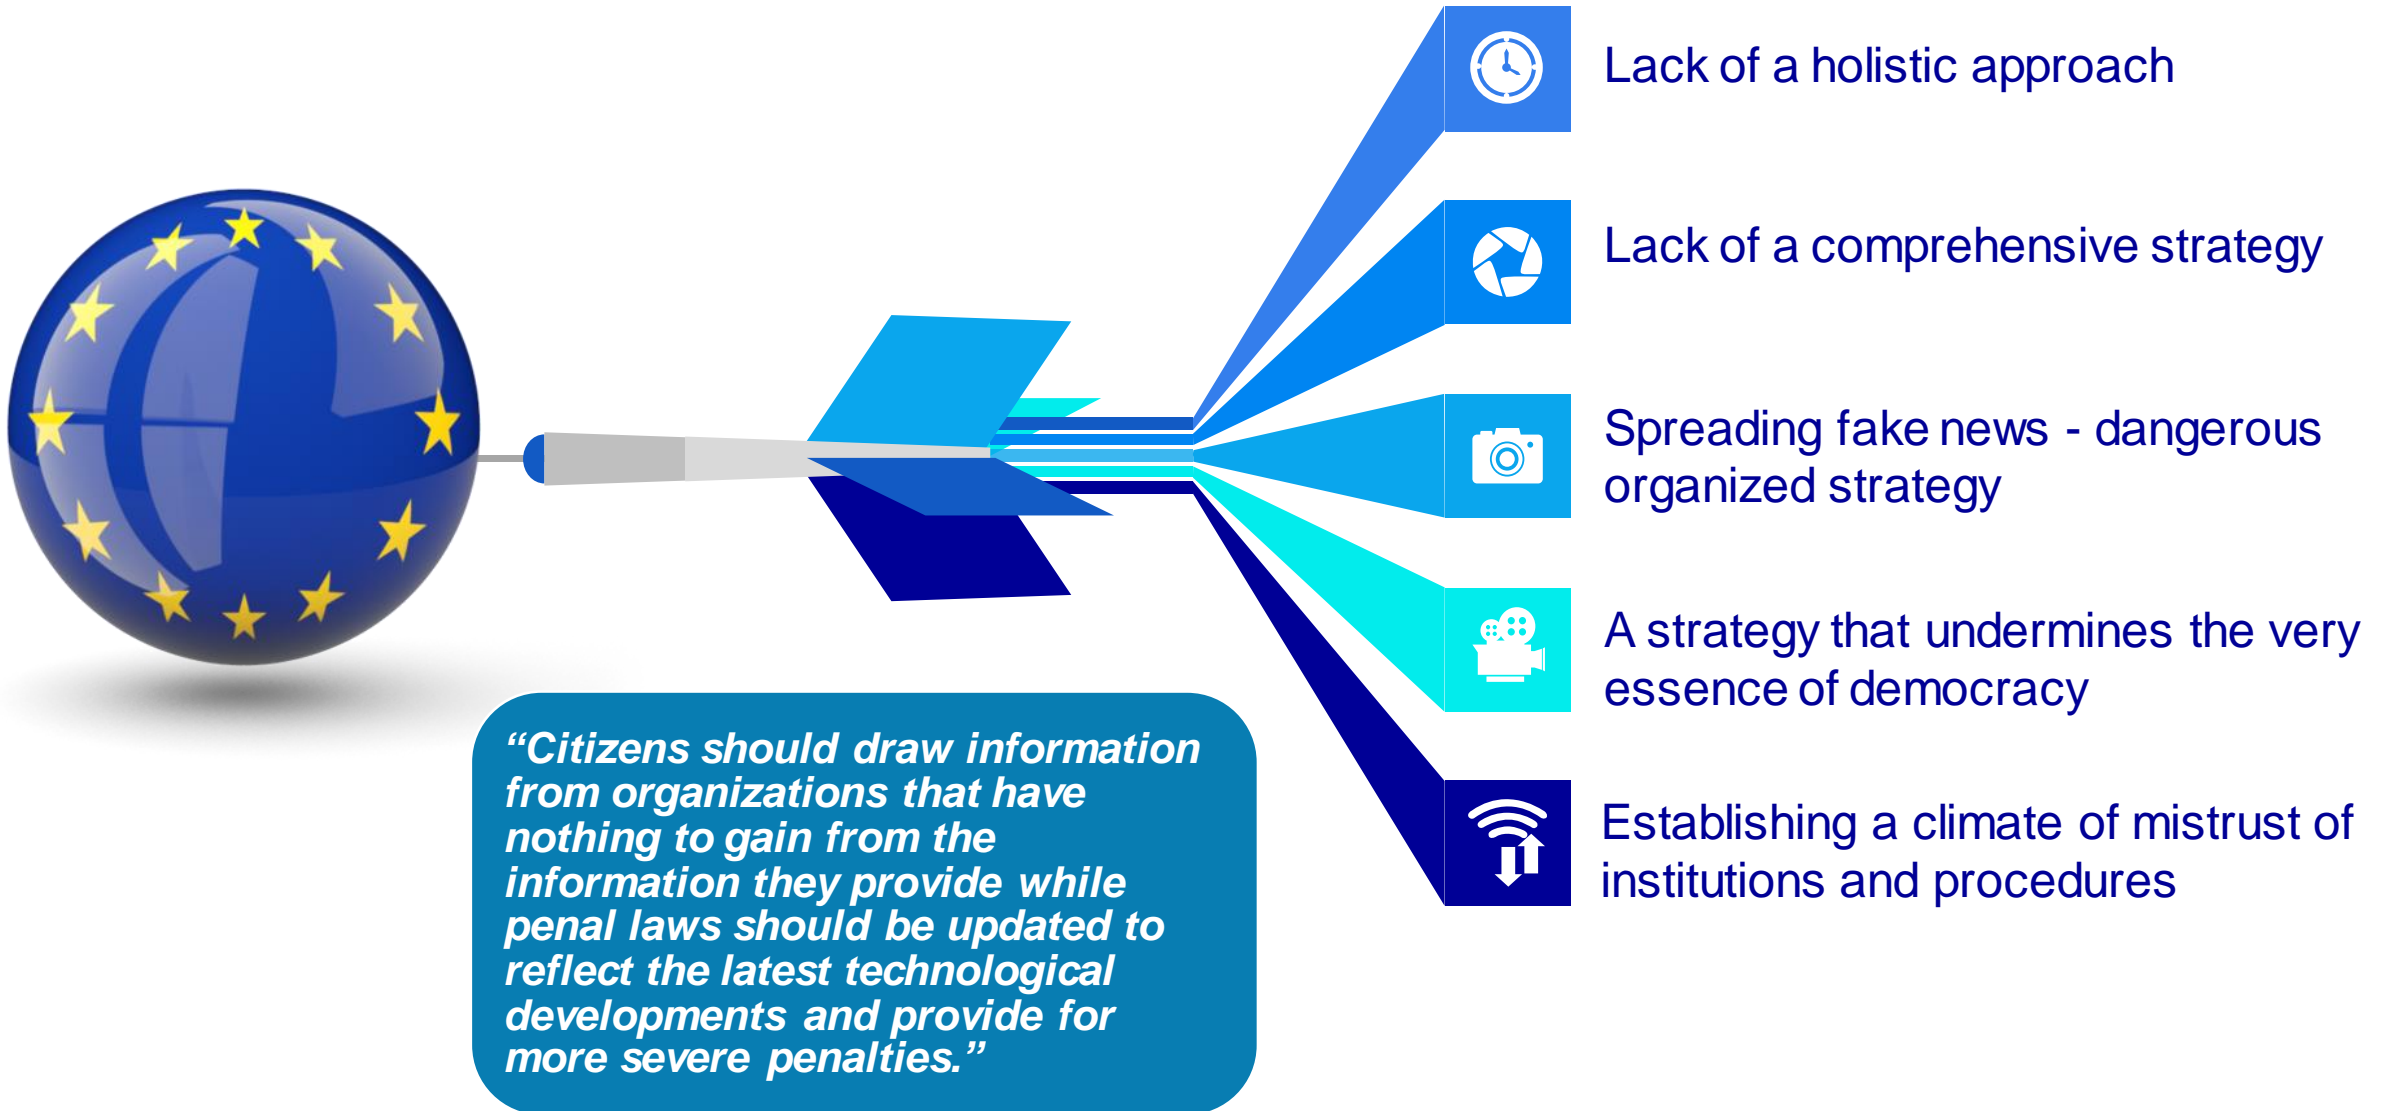 Lack of a holistic approach
Lack of a comprehensive strategy
Spreading fake news - dangerous
organized strategy
A strategy that undermines the very
essence of democracy
Establishing a climate of mistrust of
institutions and procedures
“Citizens should draw information
from organizations that have
nothing to gain from the
information they provide while
penal laws should be updated to
reflect the latest technological
developments and provide for
more severe penalties.”